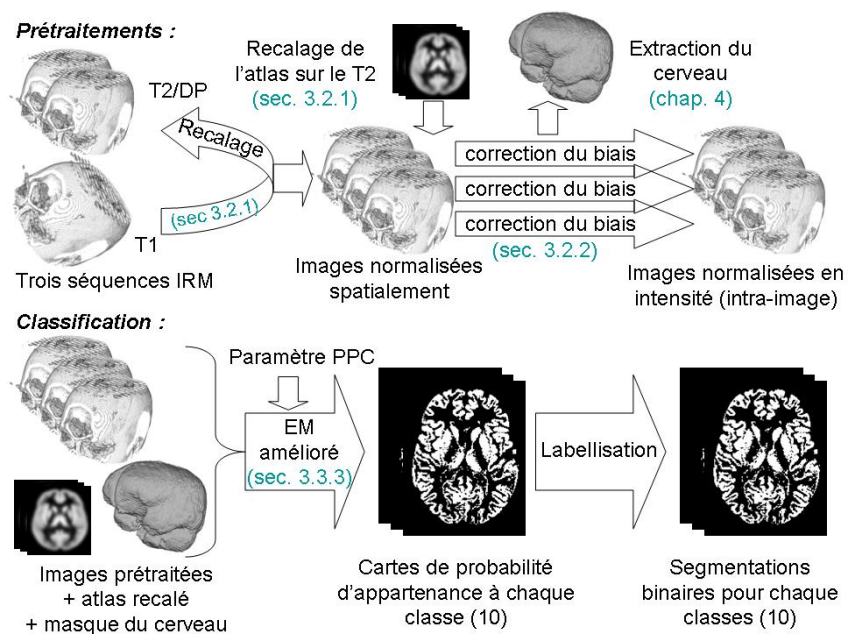 Prétraitements :
T2/DP
Recalage
(sec 3.2.1)
T1
Trois séquences IRM
Recalage de
l'atlas sur le T2
(sec. 3.2.1)
Extraction du
cerveau
(chap. 4)
correction du biais
correction du biais
correction du biais
(sec. 3.2.2)
Images normalisées
spatialement
Images normalisées en
intensité (intra-image)
Classification :
Paramètre PPC
EM
amélioré
(sec. 3.3.3)
Labellisation
Images prétraitées
+ atlas recalé
+ masque du cerveau
Cartes de probabilité
d'appartenance à chaque
classe (10)
Segmentations
binaires pour chaque
classes (10)